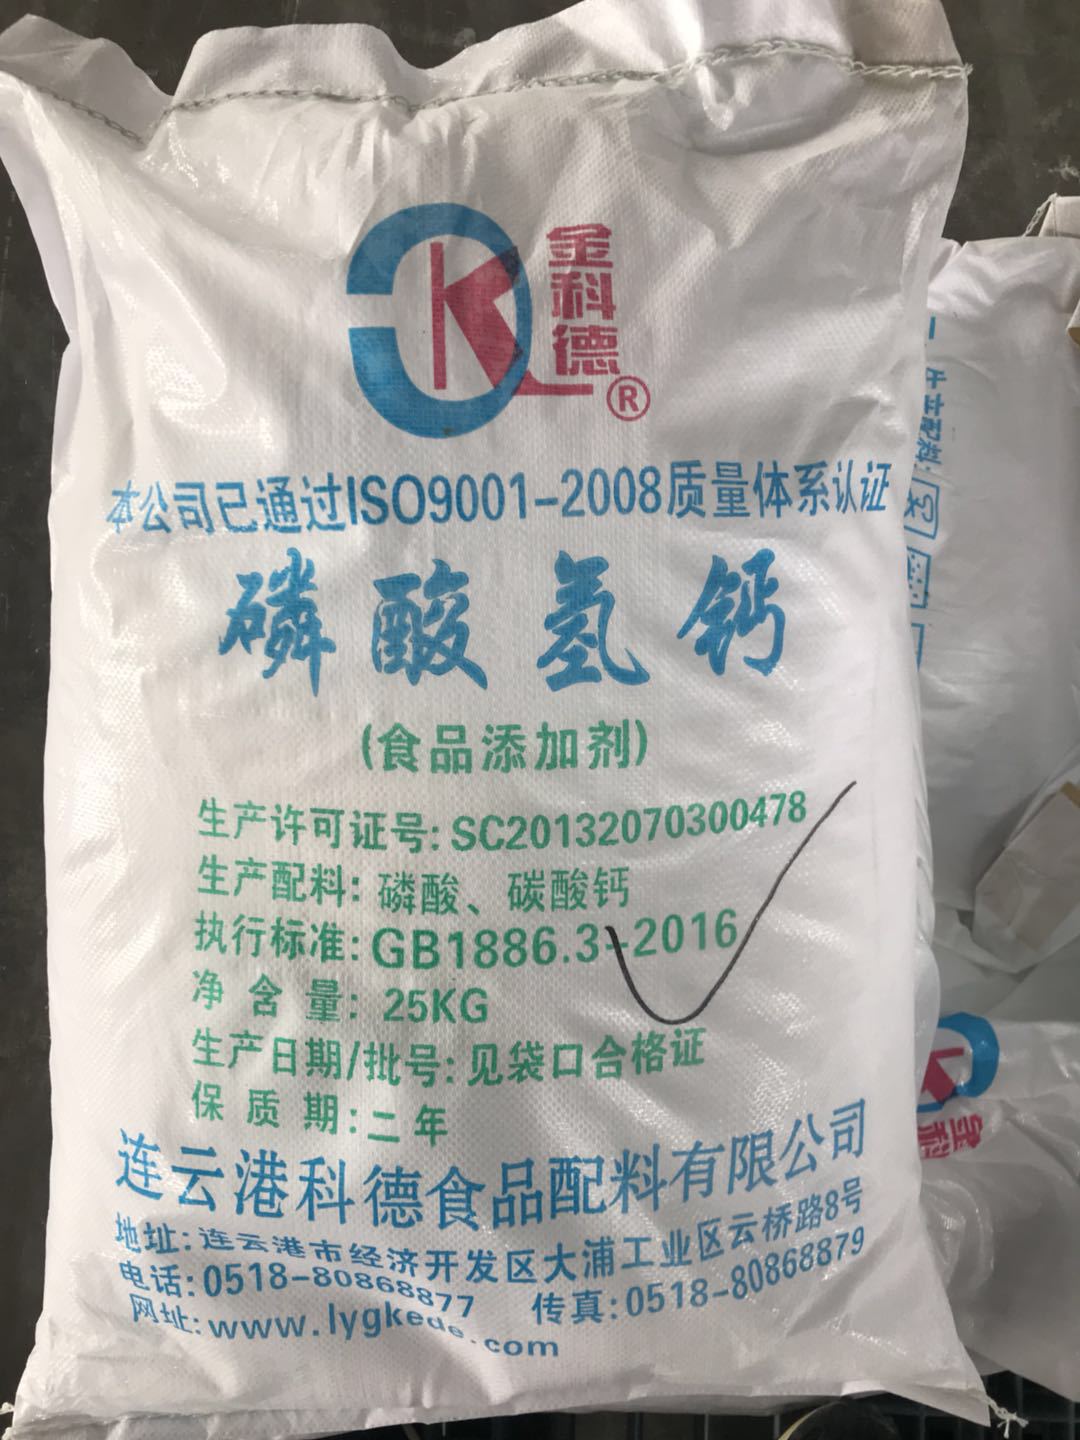 金科德
®
本公司已通过ISO9001-2008质量体系认证
磷酸氢钙
(食品添加剂)
生产许可证号: SC20132070300478
生产配料: 磷酸、碳酸钙
执行标准: GB1886.3-2016
净含量: 25KG
生产日期/批号: 见袋口合格证
保质期: 二年
连云港科德食品配料有限公司
地址: 连云港市经济开发区大浦工业区云桥路8号
电话: 0518-80868877 传真: 0518-80868879
网址: www.lygkede.com
配料:
金科